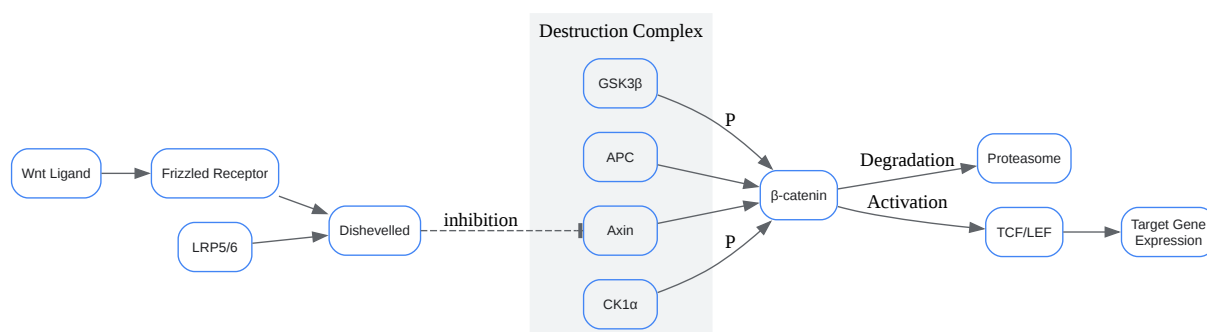 Destruction Complex
GSK3β
P
APC
Wnt Ligand
Frizzled Receptor
Degradation
Proteasome
β-catenin
Activation
LRP5/6
Dishevelled
inhibition
Axin
P
TCF/LEF
Target Gene
Expression
CK1α